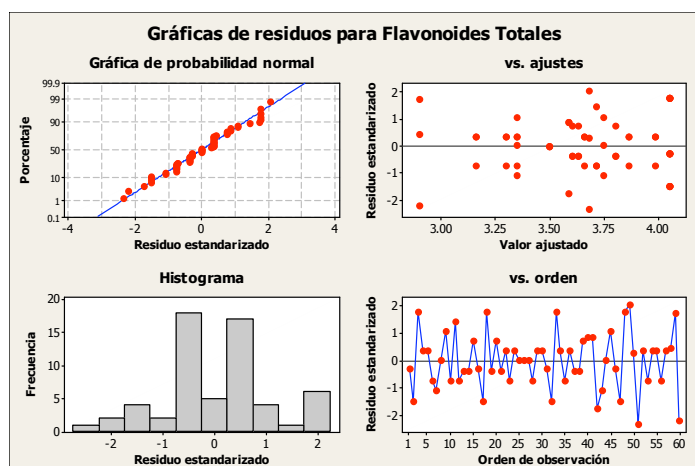 Gráficas de residuos para Flavonoides Totales
Gráfica de probabilidad normal
Porcentaje
99.9
99
90
50
10
1
0.1
-4 -2 0 2 4
Residuo estandarizado
vs. ajustes
Residuo estandarizado
2
1
0
-1
-2
3.00 3.25 3.50 3.75 4.00
Valor ajustado
Histograma
Frecuencia
20
15
10
5
0
-2 -1 0 1 2
Residuo estandarizado
vs. orden
Residuo estandarizado
2
1
0
-1
-2
1 5 10 15 20 25 30 35 40 45 50 55 60
Orden de observación